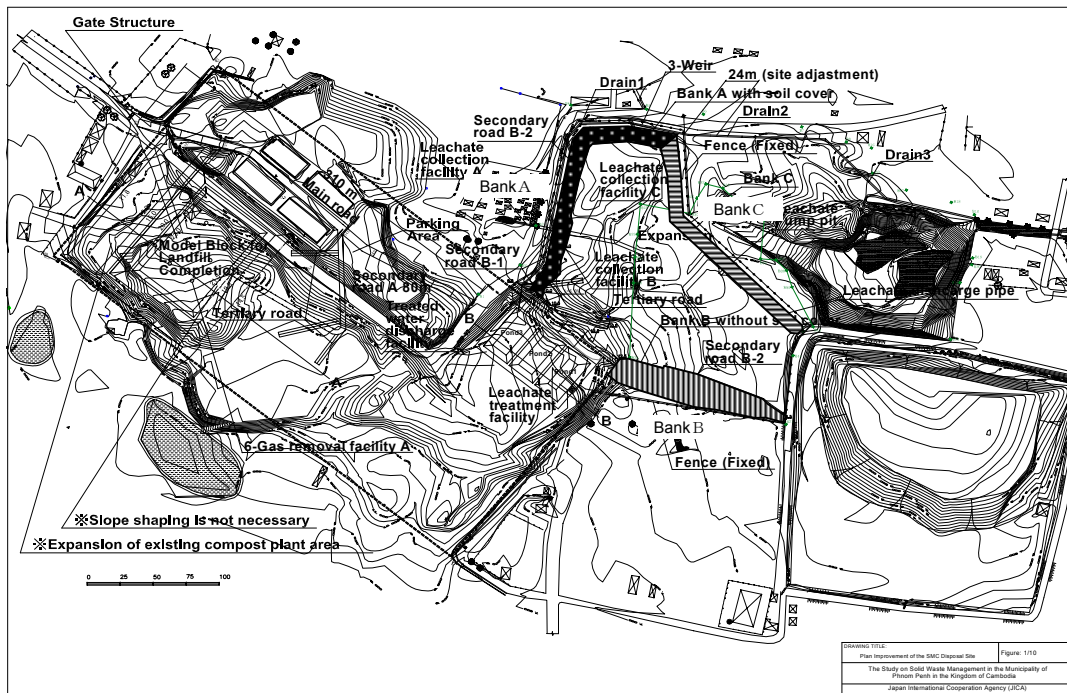 Gate Structure
3-Weir
Drain1
24m (site adjustment)
Bank A with soil cover
Drain2
Secondary
road B-2
Fence (Fixed)
Leachate
collection
facility A
Drain3
Leachate
collection
facility C
Bank A
Bank C
Bank C
A
240 m
Main road
Parking
Area
Secondary
road B-1
Model Block for
Landfill
Completion
Leachate
collection
facility B
Secondary
road A 80m
Tertiary road
Tertiary road
Treated
water
discharge
facility
B
Pond3
Secondary
road B-2
A
Leachate
treatment
facility
B
Bank B
6-Gas removal facility A
Fence (Fixed)
※Slope shaping is not necessary
※Expansion of existing compost plant area
0 25 50 75 100
DRAWING TITLE:
Plan Improvement of the SMC Disposal Site
Figure: 1/10
The Study on Solid Waste Management in the Municipality of
Phnom Penh in the Kingdom of Cambodia
Japan International Cooperation Agency (JICA)